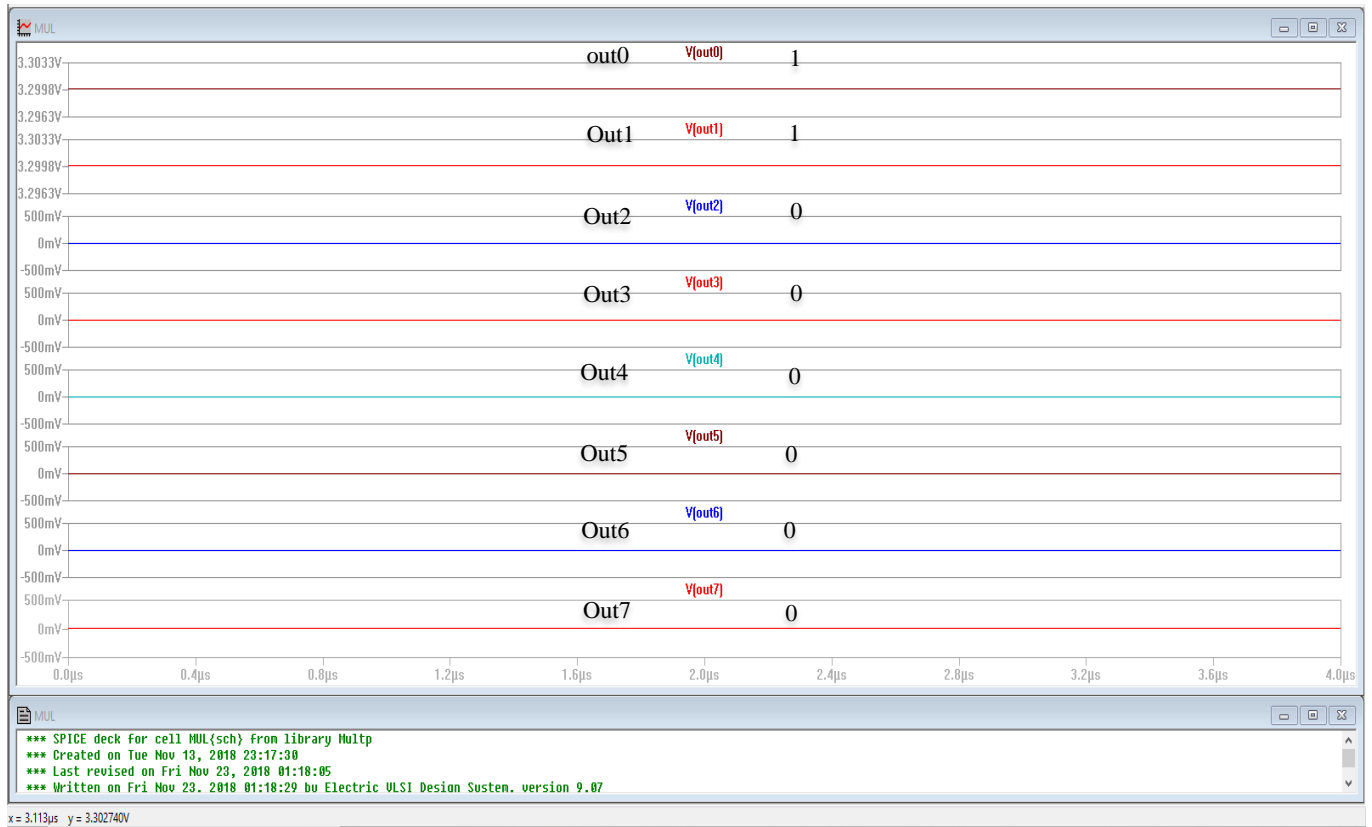 MUL
out0 V(out0) 1
3.3033V
3.2998V
3.2963V
Out1 V(out1) 1
3.3033V
3.2998V
3.2963V
Out2 V(out2) 0
500mV
0mV
-500mV
Out3 V(out3) 0
500mV
0mV
-500mV
Out4 V(out4) 0
500mV
0mV
-500mV
Out5 V(out5) 0
500mV
0mV
-500mV
Out6 V(out6) 0
500mV
0mV
-500mV
Out7 V(out7) 0
500mV
0mV
-500mV
0.0µs 0.4µs 0.8µs 1.2µs 1.6µs 2.0µs 2.4µs 2.8µs 3.2µs 3.6µs 4.0µs
MUL
*** SPICE deck for cell MUL{sch} from library Multp
*** Created on Tue Nov 13, 2018 23:17:30
*** Last revised on Fri Nov 23, 2018 01:18:05
*** Written on Fri Nov 23, 2018 01:18:29 by Electric VLSI Design System, version 9.07
x = 3.113µs y = 3.302740V